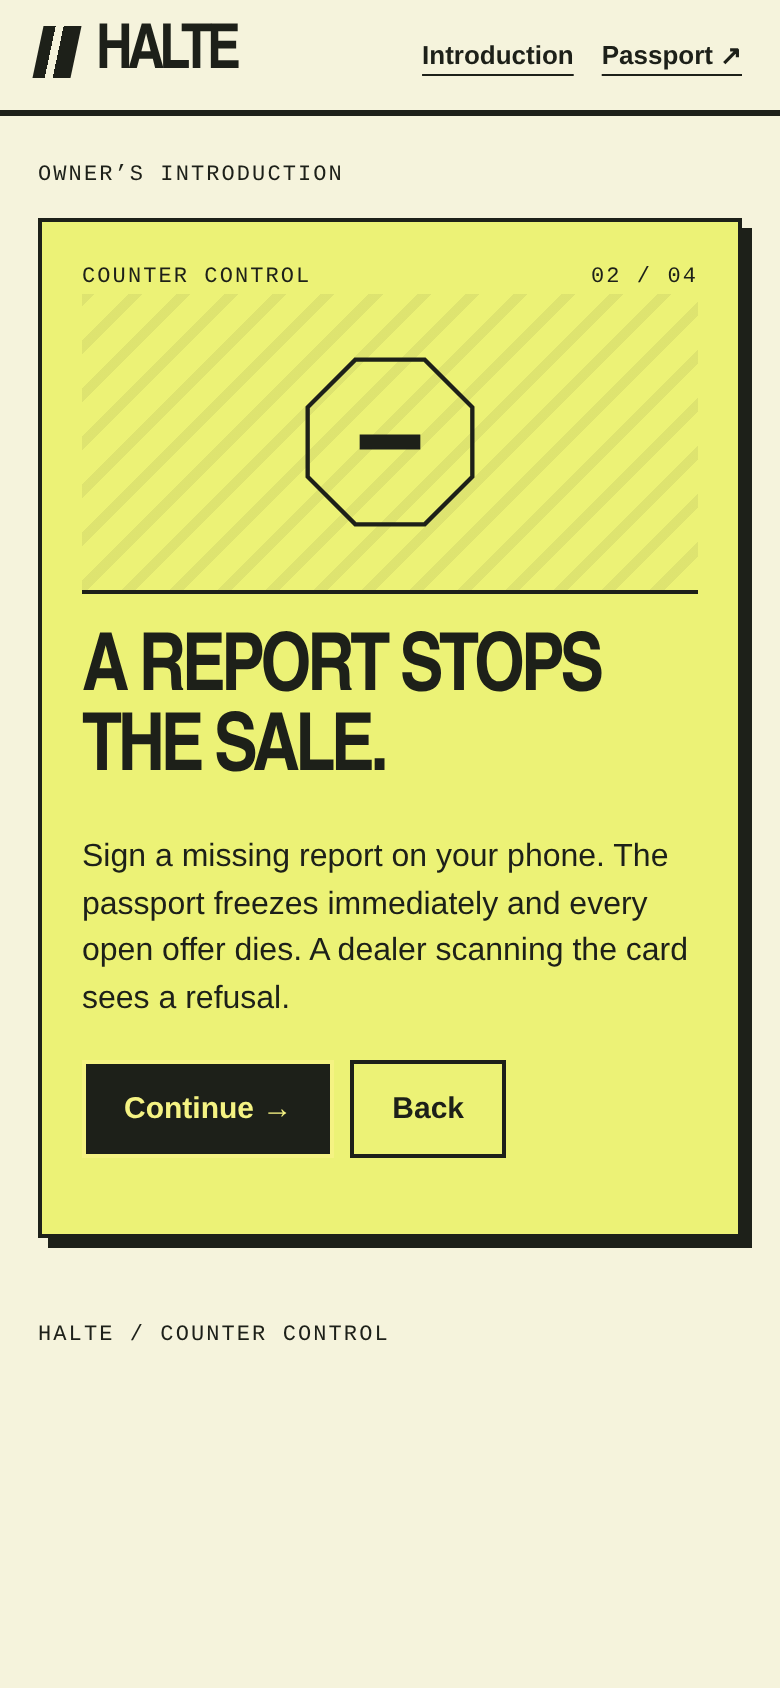 HALTE
Introduction Passport ↗
OWNER’S INTRODUCTION
COUNTER CONTROL 02 / 04
A REPORT STOPS
THE SALE.
Sign a missing report on your phone. The
passport freezes immediately and every
open offer dies. A dealer scanning the card
sees a refusal.
Continue → Back
HALTE / COUNTER CONTROL